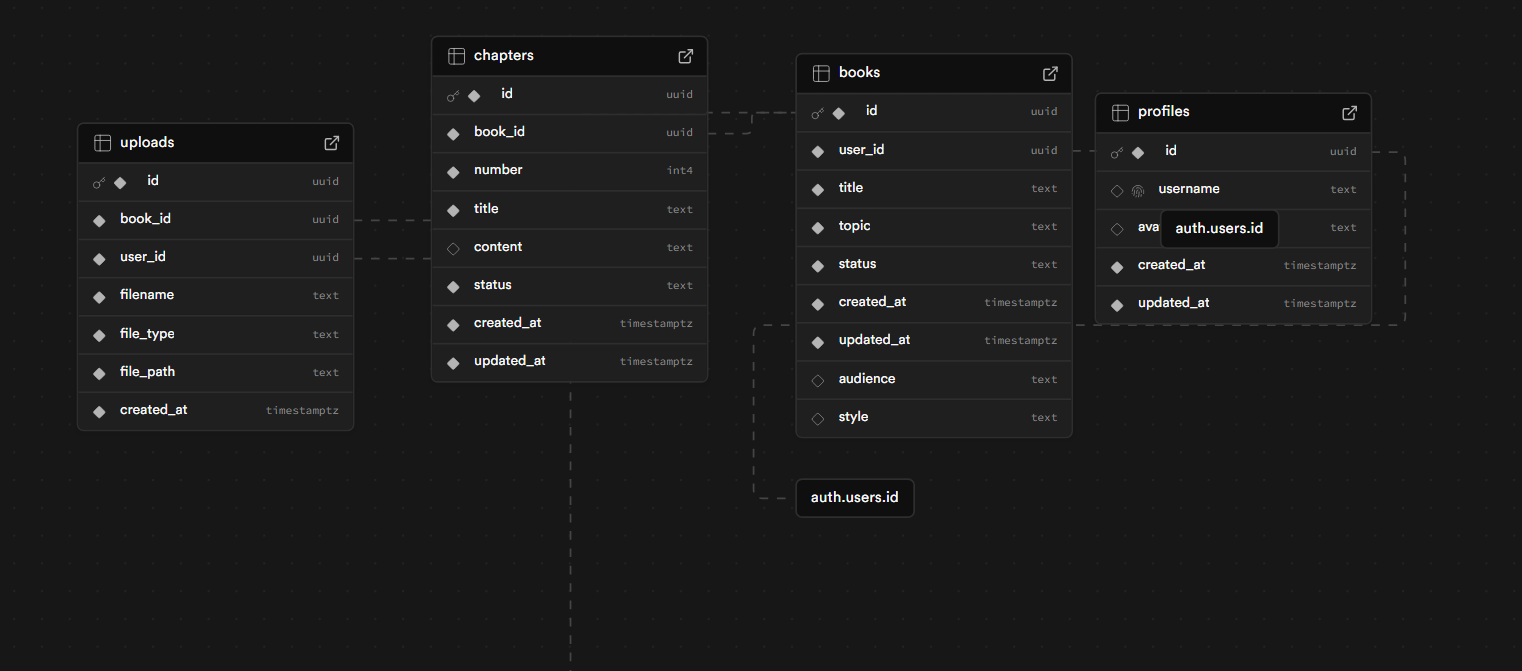 uploads
id uuid
book_id uuid
user_id uuid
filename text
file_type text
file_path text
created_at timestamptz
chapters
id uuid
book_id uuid
number int4
title text
content text
status text
created_at timestamptz
updated_at timestamptz
books
id uuid
user_id uuid
title text
topic text
status text
created_at timestamptz
updated_at timestamptz
audience text
style text
profiles
id uuid
username text
ava text
auth.users.id
created_at timestamptz
updated_at timestamptz
auth.users.id